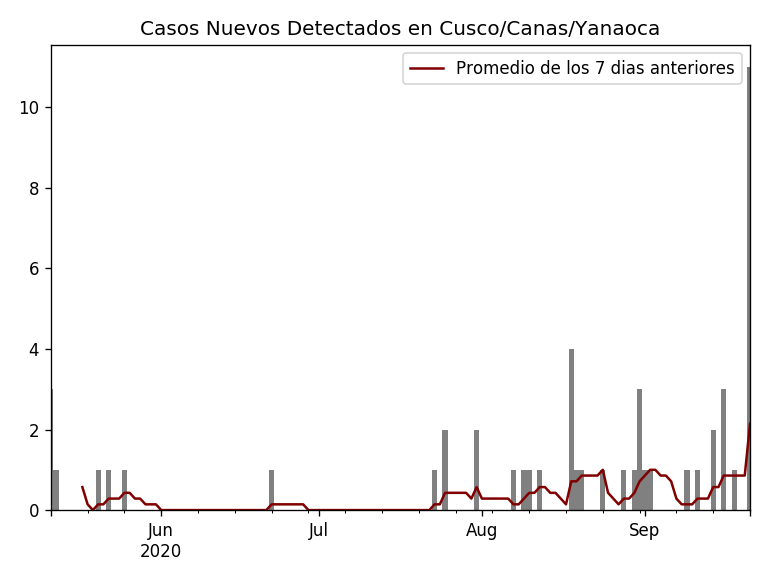 Casos Nuevos Detectados en Cusco/Canas/Yanaoca
Promedio de los 7 dias anteriores
10
8
6
4
2
0
Jun Jul Aug Sep
2020